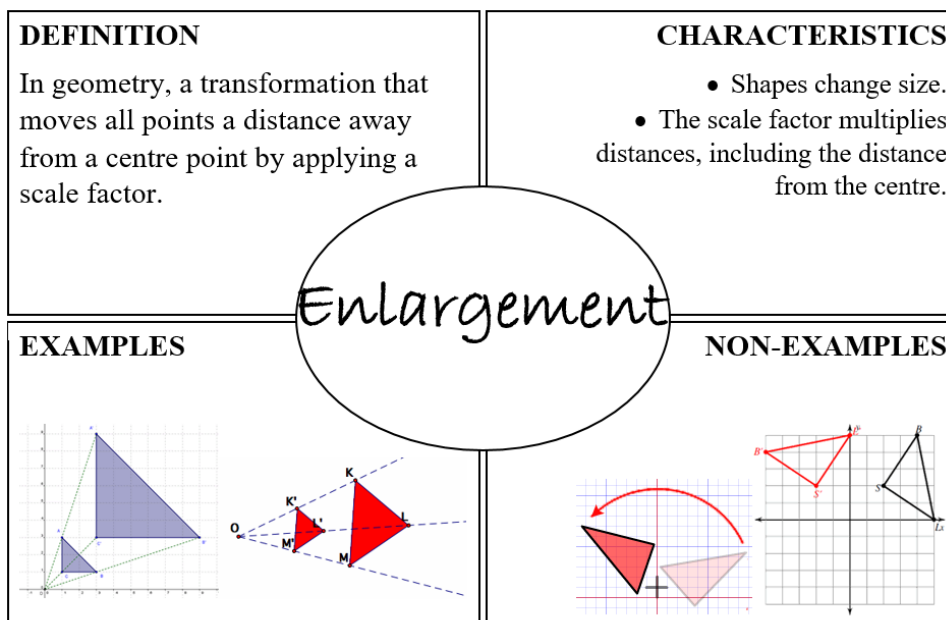 DEFINITION
In geometry, a transformation that
moves all points a distance away
from a centre point by applying a
scale factor.
CHARACTERISTICS
• Shapes change size.
• The scale factor multiplies
distances, including the distance
from the centre.
Enlargement
EXAMPLES
K'
K
O
L'
L
M'
M
NON-EXAMPLES
B
B'
S'
S